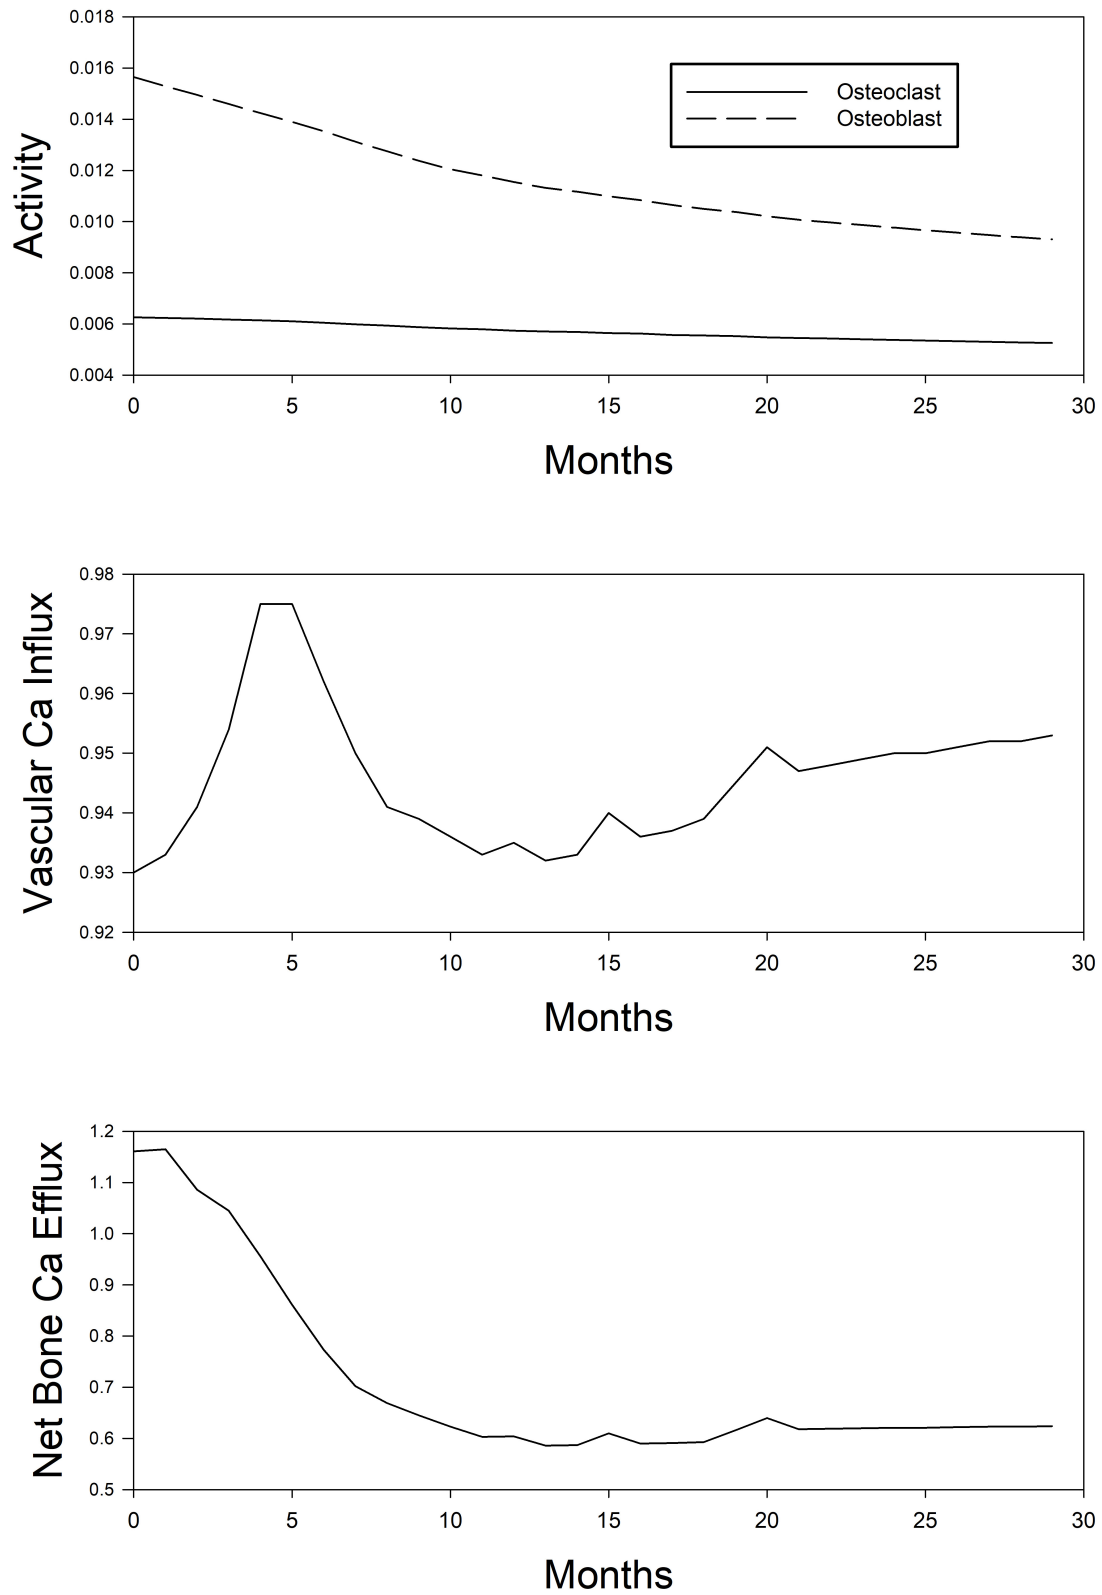 0.018
0.016
0.014
0.012
0.010
0.008
0.006
0.004
Activity
Osteoclast
Osteoblast
0 5 10 15 20 25 30
Months
0.98
0.97
0.96
0.95
0.94
0.93
0.92
Vascular Ca Influx
0 5 10 15 20 25 30
Months
1.2
1.1
1.0
0.9
0.8
0.7
0.6
0.5
Net Bone Ca Efflux
0 5 10 15 20 25 30
Months